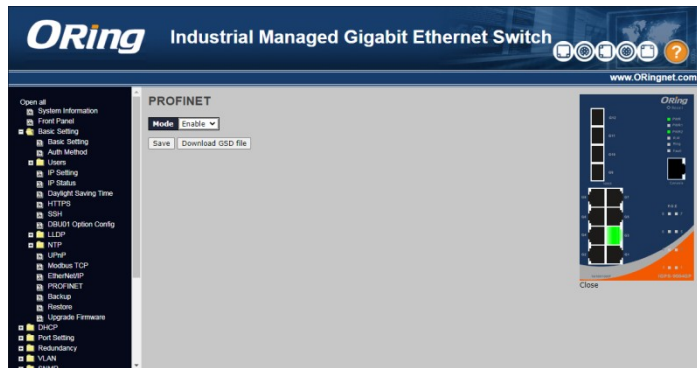 ORing
Industrial Managed Gigabit Ethernet Switch
www.ORingnet.com
Open all
System Information
Front Panel
Basic Setting
Basic Setting
Auth Method
Users
IP Setting
IP Status
Daylight Saving Time
HTTPS
SSH
DBU01 Option Config
LLDP
NTP
UPnP
Modbus TCP
EtherNet/IP
PROFINET
Backup
Restore
Upgrade Firmware
DHCP
Port Setting
Redundancy
VLAN
SNMP
PROFINET
Mode Enable
Save Download GSD file
ORing
Close